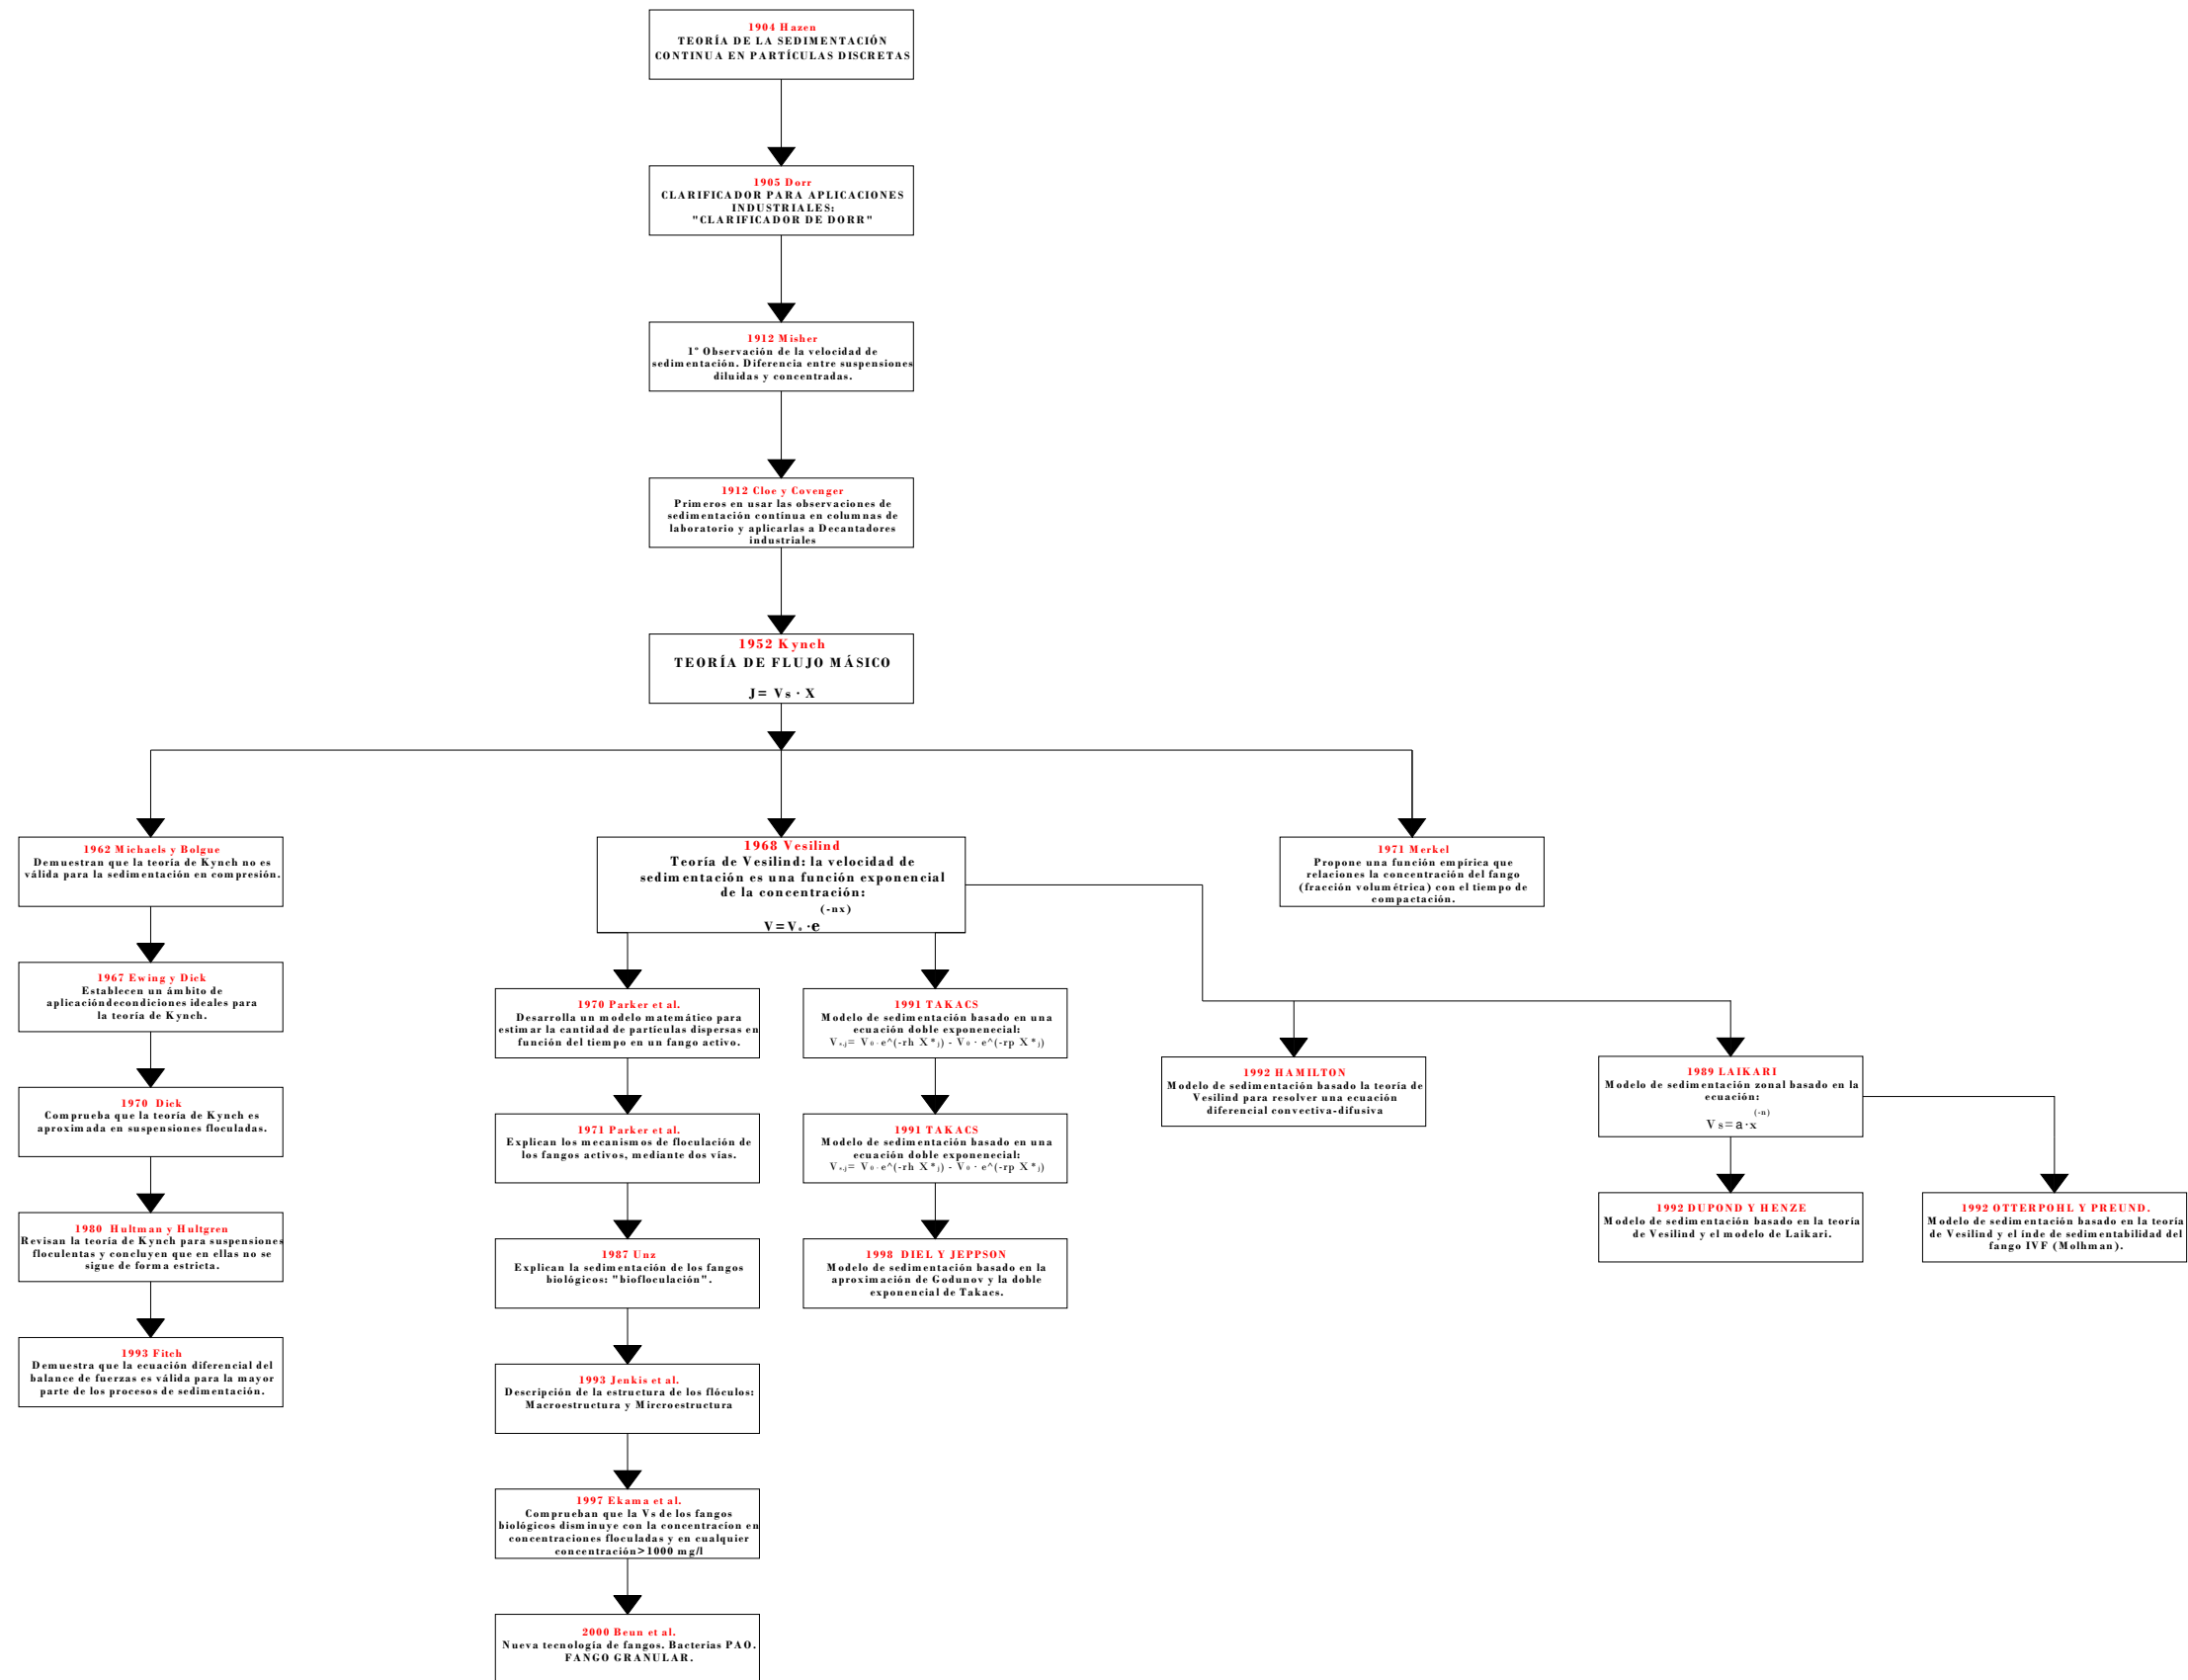 1904 Hazen
TEORÍA DE LA SEDIMENTACIÓN
CONTINUA EN PARTÍCULAS DISCRETAS
1905 Dorr
CLARIFICADOR PARA APLICACIONES
INDUSTRIALES:
"CLARIFICADOR DE DORR"
1912 Misher
1º Observación de la velocidad de
sedimentación. Diferencia entre suspensiones
diluidas y concentradas.
1912 Cloe y Covenger
Primeros en usar las observaciones de
sedimentación contínua en columnas de
laboratorio y aplicarlas a Decantadores
industriales
1952 Kynch
TEORÍA DE FLUJO MÁSICO
J= Vs · X
1962 Michaels y Bolgue
Demuestran que la teoría de Kynch no es
válida para la sedimentación en compresión.
1967 Ewing y Dick
Establecen un ámbito de
aplicacióndecondiciones ideales para
la teoría de Kynch.
1970 Dick
Comprueba que la teoría de Kynch es
aproximada en suspensiones floculadas.
1980 Hultman y Hultgren
Revisan la teoría de Kynch para suspensiones
floculentas y concluyen que en ellas no se
sigue de forma estricta.
1993 Fitch
Demuestra que la ecuación diferencial del
balance de fuerzas es válida para la mayor
parte de los procesos de sedimentación.
1968 Vesilind
Teoría de Vesilind: la velocidad de
sedimentación es una función exponencial
de la concentración:
(-nx)
V=Vₒ ·e
1970 Parker et al.
Desarrolla un modelo matemático para
estimar la cantidad de partículas dispersas en
función del tiempo en un fango activo.
1971 Parker et al.
Explican los mecanismos de floculación de
los fangos activos, mediante dos vías.
1987 Unz
Explican la sedimentación de los fangos
biológicos: "biofloculación".
1993 Jenkis et al.
Descripción de la estructura de los flóculos:
Macroestructura y Mircroestructura
1997 Ekama et al.
Comprueban que la Vs de los fangos
biológicos disminuye con la concentracíon en
concentraciones floculadas y en cualquier
concentración>1000 mg/l
2000 Beun et al.
Nueva tecnología de fangos. Bacterias PAO.
FANGO GRANULAR.
1991 TAKACS
Modelo de sedimentación basado en una
ecuación doble exponenecial:
Vs,j= V₀ · e^(-rh X*j) - V₀ · e^(-rp X*j)
1991 TAKACS
Modelo de sedimentación basado en una
ecuación doble exponenecial:
Vs,j= V₀ · e^(-rh X*j) - V₀ · e^(-rp X*j)
1998 DIEL Y JEPPSON
Modelo de sedimentación basado en la
aproximación de Godunov y la doble
exponencial de Takacs.
1992 HAMILTON
Modelo de sedimentación basado la teoría de
Vesilind para resolver una ecuación
diferencial convectiva-difusiva
1971 Merkel
Propone una función empírica que
relaciones la concentración del fango
(fracción volumétrica) con el tiempo de
compactación.
1989 LAIKARI
Modelo de sedimentación zonal basado en la
ecuación:
(-n)
Vs=a·x
1992 DUPOND Y HENZE
Modelo de sedimentación basado en la teoría
de Vesilind y el modelo de Laikari.
1992 OTTERPOHL Y PREUND.
Modelo de sedimentación basado en la teoría
de Vesilind y el índe de sedimentabilidad del
fango IVF (Molhman).